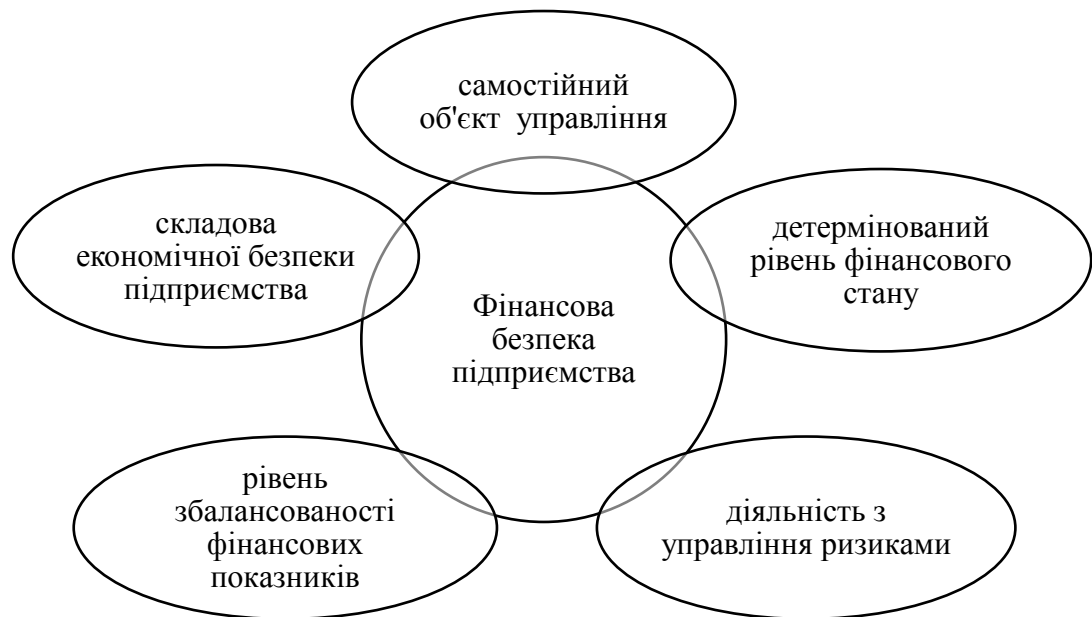 самостійний
об'єкт управління
складова
економічної безпеки
підприємства
детермінований
рівень фінансового
стану
Фінансова
безпека
підприємства
рівень
збалансованості
фінансових
показників
діяльність з
управління ризиками